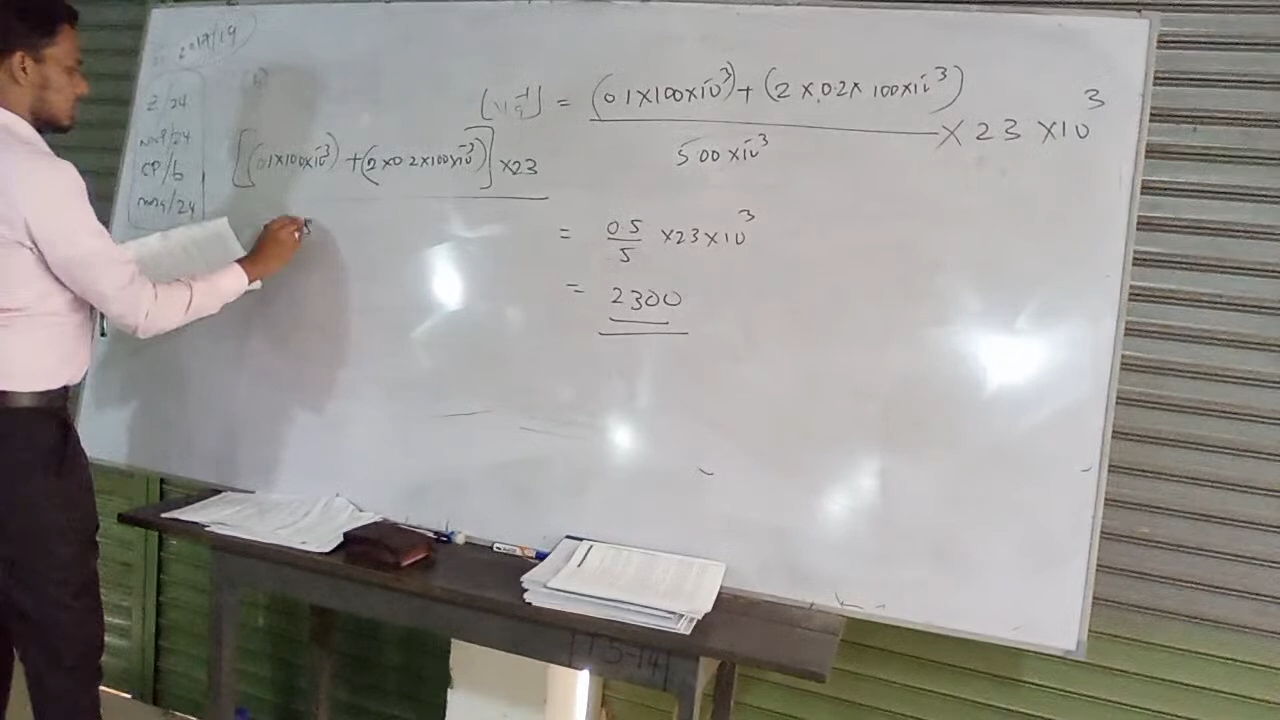 2017/19
2/24
CP/b
[Na⁺] = (0.1×100×10⁻³) + (2×0.2×100×10⁻³) × 23 × 10³
500×10⁻³
[(0.1×100×10⁻³) + (2×0.2×100×10⁻³)] ×23
5
= 0.5 ×23×10³
5
= 2300